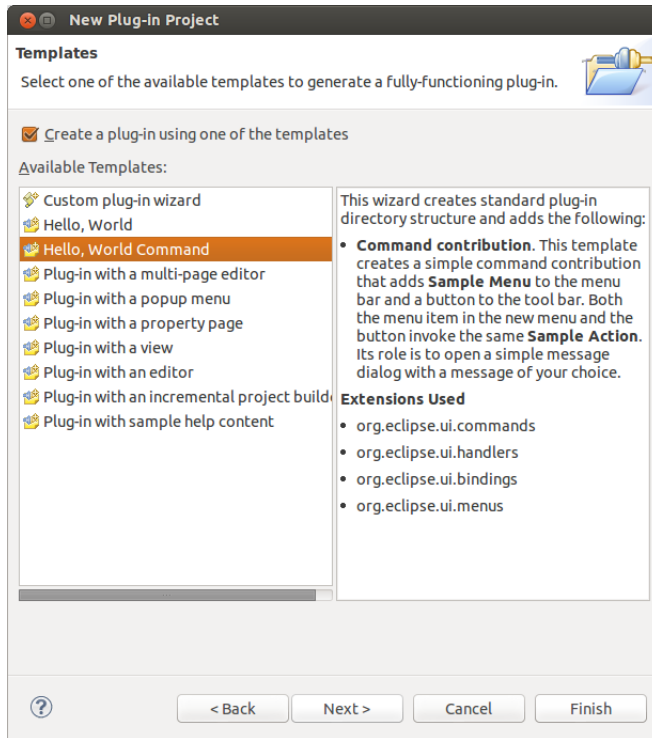 New Plug-in Project
Templates
Select one of the available templates to generate a fully-functioning plug-in.
Create a plug-in using one of the templates
Available Templates:
Custom plug-in wizard
Hello, World
Hello, World Command
Plug-in with a multi-page editor
Plug-in with a popup menu
Plug-in with a property page
Plug-in with a view
Plug-in with an editor
Plug-in with an incremental project builde
Plug-in with sample help content
This wizard creates standard plug-in
directory structure and adds the following:
• Command contribution. This template
creates a simple command contribution
that adds Sample Menu to the menu
bar and a button to the tool bar. Both
the menu item in the new menu and the
button invoke the same Sample Action.
Its role is to open a simple message
dialog with a message of your choice.
Extensions Used
• org.eclipse.ui.commands
• org.eclipse.ui.handlers
• org.eclipse.ui.bindings
• org.eclipse.ui.menus
?
< Back
Next >
Cancel
Finish